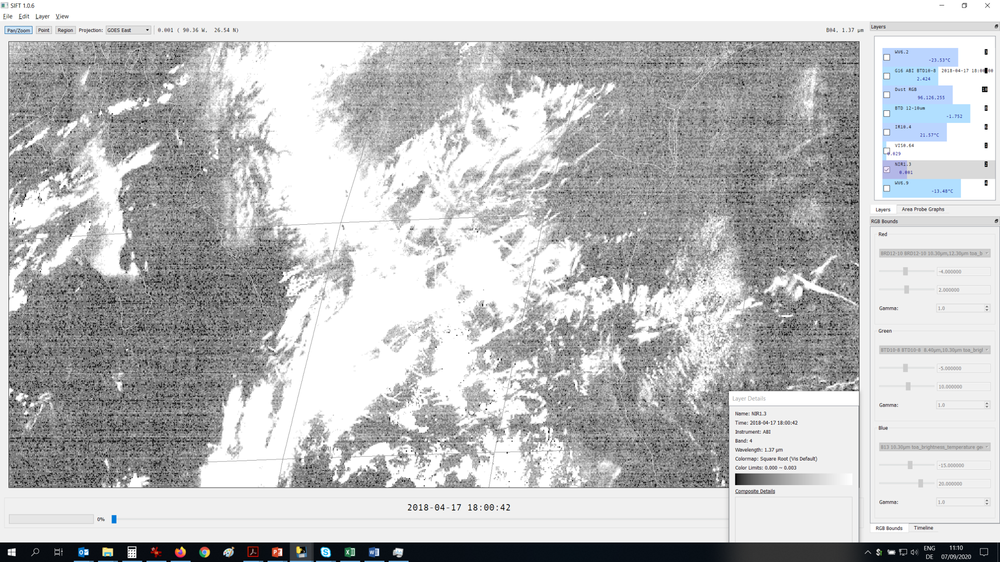 SIFT 1.0.6
File Edit Layer View
Pan/Zoom Point Region Projection: GOES East 0.001 ( 90.36 W, 26.54 N) B04, 1.37 μm
Layers
WV6.2 3
-23.53°C
G16 ABI BTD10-8 2018-04-17 18:00 00
2.424
Dust RGB 10
96,126,255
BTD 12-10um 8
-1.752
IR10.4 6
21.57°C
VIS0.64 1
0.029
NIR1.3 2
0.001
WV6.9 4
-13.48°C
Layers Area Probe Graphs
RGB Bounds
Red
BRD12-10 BRD12-10 10.30μm,12.30μm toa_b
-4.000000
2.000000
Gamma: 1.0
Green
BTD10-8 BTD10-8 8.40μm,10.30μm toa_brigl
-5.000000
10.000000
Gamma: 1.0
Blue
B13 10.30μm toa_brightness_temperature ge
-15.000000
20.000000
Gamma: 1.0
RGB Bounds Timeline
Layer Details
Name: NIR1.3
Time: 2018-04-17 18:00:42
Instrument: ABI
Band: 4
Wavelength: 1.37 μm
Colormap: Square Root (Vis Default)
Color Limits: 0.000 ~ 0.003
Composite Details
2018-04-17 18:00:42
0%
ENG
DE
11:10
07/09/2020